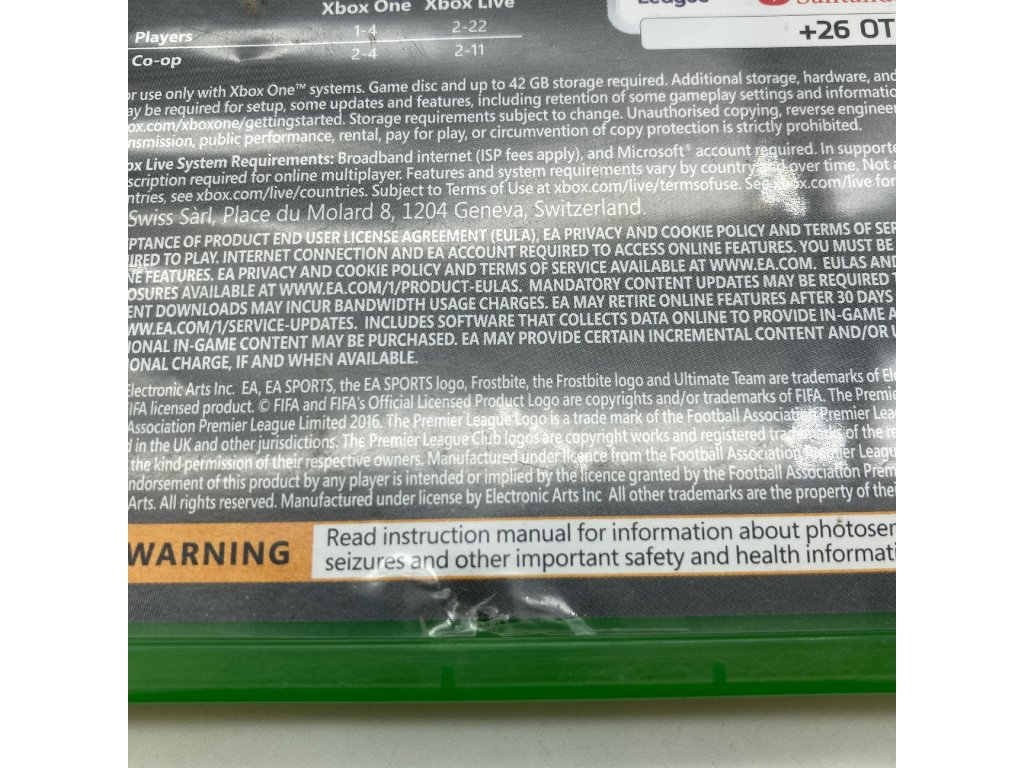 Xbox One Xbox Live
League Santand
Players 1-4 2-22
+26 OT
Co-op 2-4 2-11
or use only with Xbox One™ systems. Game disc and up to 42 GB storage required. Additional storage, hardware, and
ay be required for setup, some updates and features, including retention of some gameplay settings and informatio
ox.com/xboxone/gettingstarted. Storage requirements subject to change. Unauthorised copying, reverse engineer
nsmission, public performance, rental, pay for play, or circumvention of copy protection is strictly prohibited.
ox Live System Requirements: Broadband internet (ISP fees apply), and Microsoft® account required. In supporte
scription required for online multiplayer. Features and system requirements vary by country and over time. Not a
ntries, see xbox.com/live/countries. Subject to Terms of Use at xbox.com/live/termsofuse. See xbox.com/live for
Swiss Sàrl, Place du Molard 8, 1204 Geneva, Switzerland.
PTANCE OF PRODUCT END USER LICENSE AGREEMENT (EULA), EA PRIVACY AND COOKIE POLICY AND TERMS OF SER
IRED TO PLAY. INTERNET CONNECTION AND EA ACCOUNT REQUIRED TO ACCESS ONLINE FEATURES. YOU MUST BE
NE FEATURES. EA PRIVACY AND COOKIE POLICY AND TERMS OF SERVICE AVAILABLE AT WWW.EA.COM. EULAS AND
OSURES AVAILABLE AT WWW.EA.COM/1/PRODUCT-EULAS. MANDATORY CONTENT UPDATES MAY BE REQUIRED T
ENT DOWNLOADS MAY INCUR BANDWIDTH USAGE CHARGES. EA MAY RETIRE ONLINE FEATURES AFTER 30 DAYS
WW.EA.COM/1/SERVICE-UPDATES. INCLUDES SOFTWARE THAT COLLECTS DATA ONLINE TO PROVIDE IN-GAME A
IONAL IN-GAME CONTENT MAY BE PURCHASED. EA MAY PROVIDE CERTAIN INCREMENTAL CONTENT AND/OR U
ONAL CHARGE, IF AND WHEN AVAILABLE.
Electronic Arts Inc. EA, EA SPORTS, the EA SPORTS logo, Frostbite, the Frostbite logo and Ultimate Team are trademarks of Ele
IFA licensed product. © FIFA and FIFA's Official Licensed Product Logo are copyrights and/or trademarks of FIFA. The Premie
Association Premier League Limited 2016. The Premier League Logo is a trade mark of the Football Association Premier Lea
d in the UK and other jurisdictions. The Premier League Club logos are copyright works and registered trademarks of the re
the kind permission of their respective owners. Manufactured under licence from the Football Association Premier Leagu
ndorsement of this product by any player is intended or implied by the licence granted by the Football Association Prem
Arts. All rights reserved. Manufactured under license by Electronic Arts Inc All other trademarks are the property of the
WARNING
Read instruction manual for information about photosen
seizures and other important safety and health informati